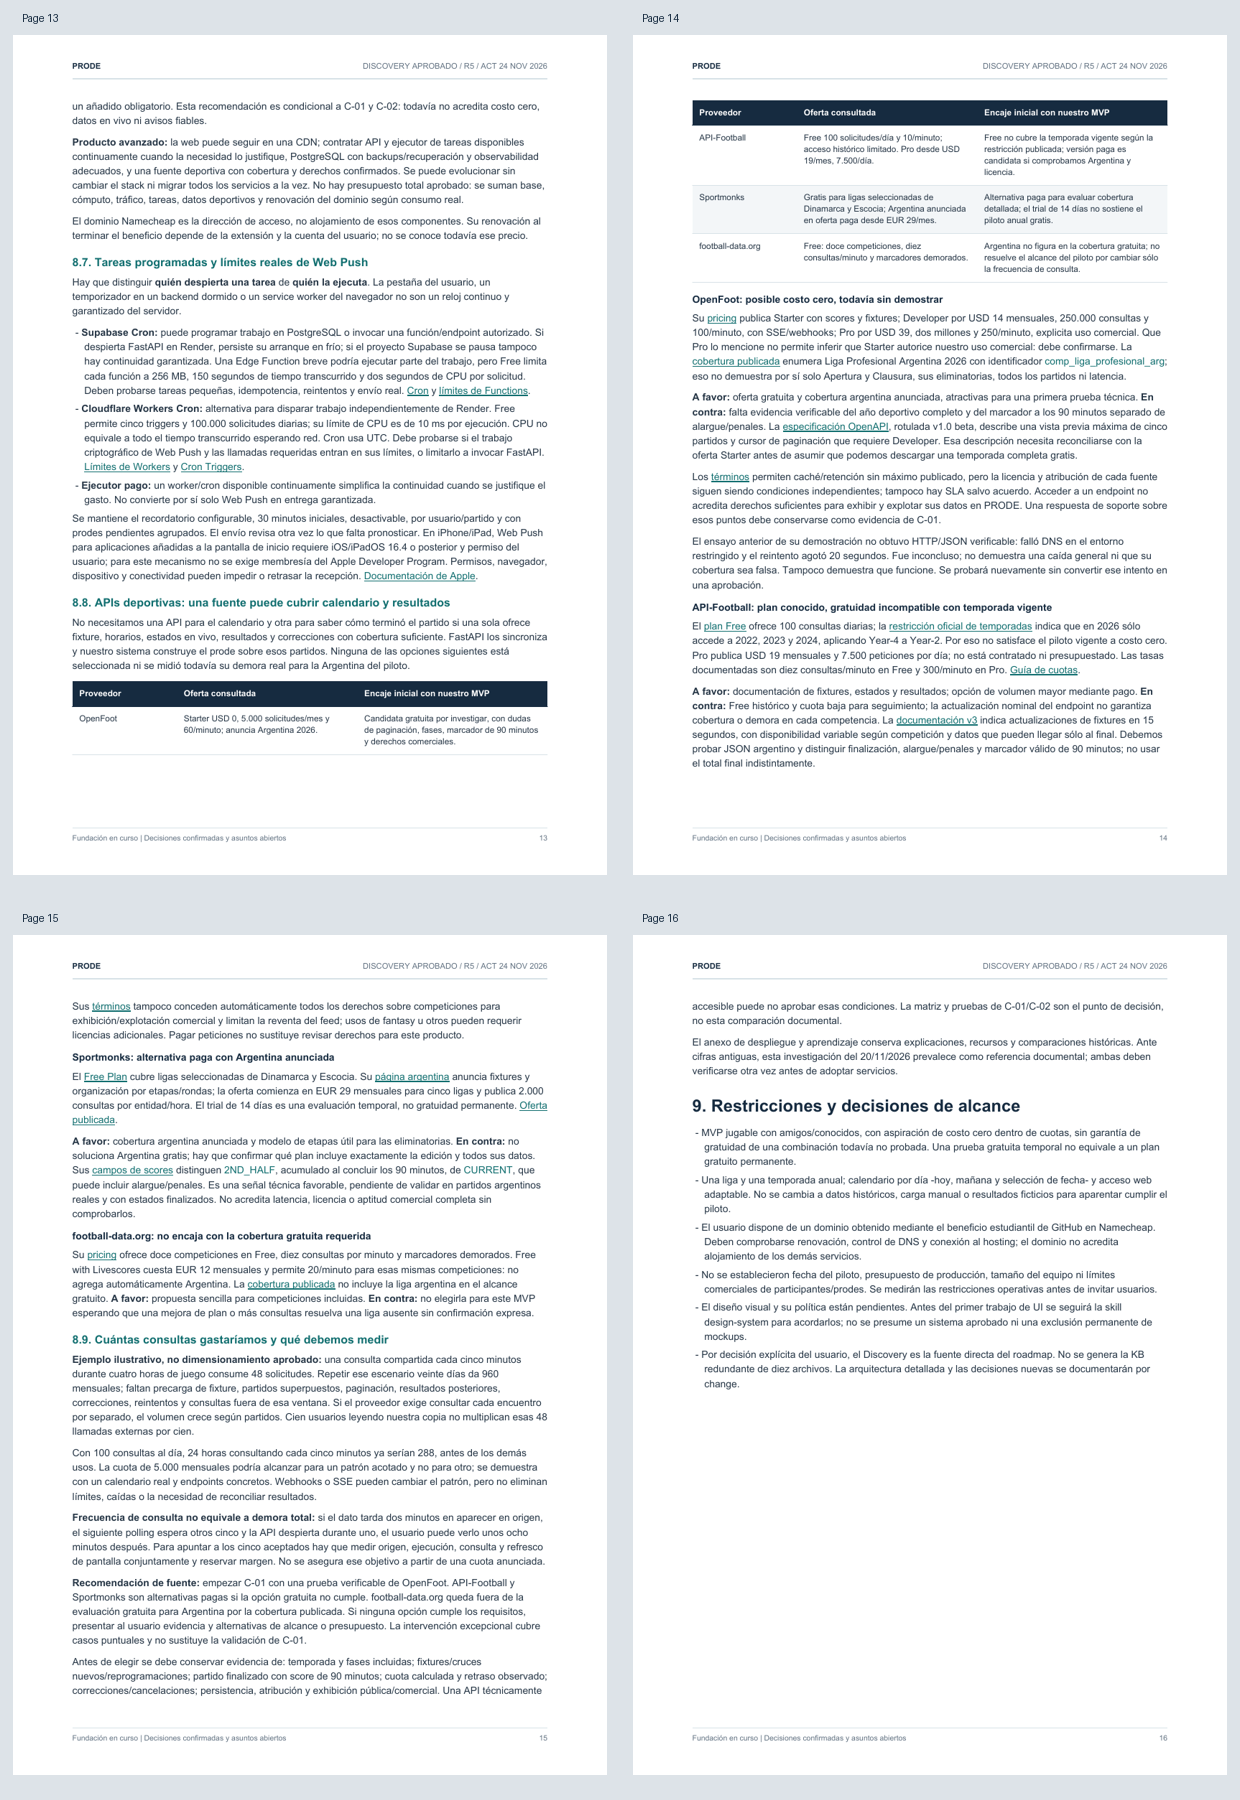 Page 13
PRODE
DISCOVERY APROBADO / R5 / ACT 24 NOV 2026
un añadido obligatorio. Esta recomendación es condicional a C-01 y C-02: todavía no acredita costo cero,
datos en vivo ni avisos fiables.
Producto avanzado: la web puede seguir en una CDN; contratar API y ejecutor de tareas disponibles
continuamente cuando la necesidad lo justifique, PostgreSQL con backups/recuperación y observabilidad
adecuados, y una fuente deportiva con cobertura y derechos confirmados. Se puede evolucionar sin
cambiar el stack ni migrar todos los servicios a la vez. No hay presupuesto total aprobado: se suman base,
cómputo, tráfico, tareas, datos deportivos y renovación del dominio según consumo real.
El dominio Namecheap es la dirección de acceso, no alojamiento de esos componentes. Su renovación al
terminar el beneficio depende de la extensión y la cuenta del usuario; no se conoce todavía ese precio.
8.7. Tareas programadas y límites reales de Web Push
Hay que distinguir quién despierta una tarea de quién la ejecuta. La pestaña del usuario, un
temporizador en un backend dormido o un service worker del navegador no son un reloj continuo y
garantizado del servidor.
- Supabase Cron: puede programar trabajo en PostgreSQL o invocar una función/endpoint autorizado. Si
despierta FastAPI en Render, persiste su arranque en frío; si el proyecto Supabase se pausa tampoco
hay continuidad garantizada. Una Edge Function breve podría ejecutar parte del trabajo, pero Free limita
cada función a 256 MB, 150 segundos de tiempo transcurrido y dos segundos de CPU por solicitud.
Deben probarse tareas pequeñas, idempotencia, reintentos y envío real. Cron y límites de Functions.
- Cloudflare Workers Cron: alternativa para disparar trabajo independientemente de Render. Free
permite cinco triggers y 100.000 solicitudes diarias; su límite de CPU es de 10 ms por ejecución. CPU no
equivale a todo el tiempo transcurrido esperando red. Cron usa UTC. Debe probarse si el trabajo
criptográfico de Web Push y las llamadas requeridas entran en sus límites, o limitarlo a invocar FastAPI.
Límites de Workers y Cron Triggers.
- Ejecutor pago: un worker/cron disponible continuamente simplifica la continuidad cuando se justifique el
gasto. No convierte por sí solo Web Push en entrega garantizada.
Se mantiene el recordatorio configurable, 30 minutos iniciales, desactivable, por usuario/partido y con
prodes pendientes agrupados. El envío revisa otra vez lo que falta pronosticar. En iPhone/iPad, Web Push
para aplicaciones añadidas a la pantalla de inicio requiere iOS/iPadOS 16.4 o posterior y permiso del
usuario; para este mecanismo no se exige membresía del Apple Developer Program. Permisos, navegador,
dispositivo y conectividad pueden impedir o retrasar la recepción. Documentación de Apple.
8.8. APIs deportivas: una fuente puede cubrir calendario y resultados
No necesitamos una API para el calendario y otra para saber cómo terminó el partido si una sola ofrece
fixture, horarios, estados en vivo, resultados y correcciones con cobertura suficiente. FastAPI los sincroniza
y nuestro sistema construye el prode sobre esos partidos. Ninguna de las opciones siguientes está
seleccionada ni se midió todavía su demora real para la Argentina del piloto.
Proveedor
Oferta consultada
Encaje inicial con nuestro MVP
OpenFoot
Starter USD 0, 5.000 solicitudes/mes y
60/minuto; anuncia Argentina 2026.
Candidata gratuita por investigar, con dudas
de paginación, fases, marcador de 90 minutos
y derechos comerciales.
Fundación en curso | Decisiones confirmadas y asuntos abiertos
13
Page 14
PRODE
DISCOVERY APROBADO / R5 / ACT 24 NOV 2026
Proveedor
Oferta consultada
Encaje inicial con nuestro MVP
API-Football
Free 100 solicitudes/día y 10/minuto;
acceso histórico limitado. Pro desde USD
19/mes, 7.500/día.
Free no cubre la temporada vigente según la
restricción publicada; versión paga es
candidata si comprobamos Argentina y
licencia.
Sportmonks
Gratis para ligas seleccionadas de
Dinamarca y Escocia; Argentina anunciada
en oferta paga desde EUR 29/mes.
Alternativa paga para evaluar cobertura
detallada; el trial de 14 días no sostiene el
piloto anual gratis.
football-data.org
Free: doce competiciones, diez
consultas/minuto y marcadores demorados.
Argentina no figura en la cobertura gratuita; no
resuelve el alcance del piloto por cambiar sólo
la frecuencia de consulta.
OpenFoot: posible costo cero, todavía sin demostrar
Su pricing publica Starter con scores y fixtures; Developer por USD 14 mensuales, 250.000 consultas y
100/minuto, con SSE/webhooks; Pro por USD 39, dos millones y 250/minuto, explicita uso comercial. Que
Pro lo mencione no permite inferir que Starter autorice nuestro uso comercial: debe confirmarse. La
cobertura publicada enumera Liga Profesional Argentina 2026 con identificador comp_liga_profesional_arg;
eso no demuestra por sí solo Apertura y Clausura, sus eliminatorias, todos los partidos ni latencia.
A favor: oferta gratuita y cobertura argentina anunciada, atractivas para una primera prueba técnica. En
contra: falta evidencia verificable del año deportivo completo y del marcador a los 90 minutos separado de
alargue/penales. La especificación OpenAPI, rotulada v1.0 beta, describe una vista previa máxima de cinco
partidos y cursor de paginación que requiere Developer. Esa descripción necesita reconciliarse con la
oferta Starter antes de asumir que podemos descargar una temporada completa gratis.
Los términos permiten caché/retención sin máximo publicado, pero la licencia y atribución de cada fuente
siguen siendo condiciones independientes; tampoco hay SLA salvo acuerdo. Acceder a un endpoint no
acredita derechos suficientes para exhibir y explotar sus datos en PRODE. Una respuesta de soporte sobre
esos puntos debe conservarse como evidencia de C-01.
El ensayo anterior de su demostración no obtuvo HTTP/JSON verificable: falló DNS en el entorno
restringido y el reintento agotó 20 segundos. Fue inconcluso; no demuestra una caída general ni que su
cobertura sea falsa. Tampoco demuestra que funcione. Se probará nuevamente sin convertir ese intento en
una aprobación.
API-Football: plan conocido, gratuidad incompatible con temporada vigente
El plan Free ofrece 100 consultas diarias; la restricción oficial de temporadas indica que en 2026 sólo
accede a 2022, 2023 y 2024, aplicando Year-4 a Year-2. Por eso no satisface el piloto vigente a costo cero.
Pro publica USD 19 mensuales y 7.500 peticiones por día; no está contratado ni presupuestado. Las tasas
documentadas son diez consultas/minuto en Free y 300/minuto en Pro. Guía de cuotas.
A favor: documentación de fixtures, estados y resultados; opción de volumen mayor mediante pago. En
contra: Free histórico y cuota baja para seguimiento; la actualización nominal del endpoint no garantiza
cobertura o demora en cada competencia. La documentación v3 indica actualizaciones de fixtures en 15
segundos, con disponibilidad variable según competición y datos que pueden llegar sólo al final. Debemos
probar JSON argentino y distinguir finalización, alargue/penales y marcador válido de 90 minutos; no usar
el total final indistintamente.
Fundación en curso | Decisiones confirmadas y asuntos abiertos
14
Page 15
PRODE
DISCOVERY APROBADO / R5 / ACT 24 NOV 2026
Sus términos tampoco conceden automáticamente todos los derechos sobre competiciones para
exhibición/explotación comercial y limitan la reventa del feed; usos de fantasy u otros pueden requerir
licencias adicionales. Pagar peticiones no sustituye revisar derechos para este producto.
Sportmonks: alternativa paga con Argentina anunciada
El Free Plan cubre ligas seleccionadas de Dinamarca y Escocia. Su página argentina anuncia fixtures y
organización por etapas/rondas; la oferta comienza en EUR 29 mensuales para cinco ligas y publica 2.000
consultas por entidad/hora. El trial de 14 días es una evaluación temporal, no gratuidad permanente. Oferta
publicada.
A favor: cobertura argentina anunciada y modelo de etapas útil para las eliminatorias. En contra: no
soluciona Argentina gratis; hay que confirmar qué plan incluye exactamente la edición y todos sus datos.
Sus campos de scores distinguen 2ND_HALF, acumulado al concluir los 90 minutos, de CURRENT, que
puede incluir alargue/penales. Es una señal técnica favorable, pendiente de validar en partidos argentinos
reales y con estados finalizados. No acredita latencia, licencia o aptitud comercial completa sin
comprobarlos.
football-data.org: no encaja con la cobertura gratuita requerida
Su pricing ofrece doce competiciones en Free, diez consultas por minuto y marcadores demorados. Free
with Livescores cuesta EUR 12 mensuales y permite 20/minuto para esas mismas competiciones: no
agrega automáticamente Argentina. La cobertura publicada no incluye la liga argentina en el alcance
gratuito. A favor: propuesta sencilla para competiciones incluidas. En contra: no elegirla para este MVP
esperando que una mejora de plan o más consultas resuelva una liga ausente sin confirmación expresa.
8.9. Cuántas consultas gastaríamos y qué debemos medir
Ejemplo ilustrativo, no dimensionamiento aprobado: una consulta compartida cada cinco minutos
durante cuatro horas de juego consume 48 solicitudes. Repetir ese escenario veinte días da 960
mensuales; faltan precarga de fixture, partidos superpuestos, paginación, resultados posteriores,
correcciones, reintentos y consultas fuera de esa ventana. Si el proveedor exige consultar cada encuentro
por separado, el volumen crece según partidos. Cien usuarios leyendo nuestra copia no multiplican esas 48
llamadas externas por cien.
Con 100 consultas al día, 24 horas consultando cada cinco minutos ya serían 288, antes de los demás
usos. La cuota de 5.000 mensuales podría alcanzar para un patrón acotado y no para otro; se demuestra
con un calendario real y endpoints concretos. Webhooks o SSE pueden cambiar el patrón, pero no eliminan
límites, caídas o la necesidad de reconciliar resultados.
Frecuencia de consulta no equivale a demora total: si el dato tarda dos minutos en aparecer en origen,
el siguiente polling espera otros cinco y la API despierta durante uno, el usuario puede verlo unos ocho
minutos después. Para apuntar a los cinco aceptados hay que medir origen, ejecución, consulta y refresco
de pantalla conjuntamente y reservar margen. No se asegura ese objetivo a partir de una cuota anunciada.
Recomendación de fuente: empezar C-01 con una prueba verificable de OpenFoot. API-Football y
Sportmonks son alternativas pagas si la opción gratuita no cumple. football-data.org queda fuera de la
evaluación gratuita para Argentina por la cobertura publicada. Si ninguna opción cumple los requisitos,
presentar al usuario evidencia y alternativas de alcance o presupuesto. La intervención excepcional cubre
casos puntuales y no sustituye la validación de C-01.
Antes de elegir se debe conservar evidencia de: temporada y fases incluidas; fixtures/cruces
nuevos/reprogramaciones; partido finalizado con score de 90 minutos; cuota calculada y retraso observado;
correcciones/cancelaciones; persistencia, atribución y exhibición pública/comercial. Una API técnicamente
Fundación en curso | Decisiones confirmadas y asuntos abiertos
15
Page 16
PRODE
DISCOVERY APROBADO / R5 / ACT 24 NOV 2026
accesible puede no aprobar esas condiciones. La matriz y pruebas de C-01/C-02 son el punto de decisión,
no esta comparación documental.
El anexo de despliegue y aprendizaje conserva explicaciones, recursos y comparaciones históricas. Ante
cifras antiguas, esta investigación del 20/11/2026 prevalece como referencia documental; ambas deben
verificarse otra vez antes de adoptar servicios.
9. Restricciones y decisiones de alcance
- MVP jugable con amigos/conocidos, con aspiración de costo cero dentro de cuotas, sin garantía de
gratuidad de una combinación todavía no probada. Una prueba gratuita temporal no equivale a un plan
gratuito permanente.
- Una liga y una temporada anual; calendario por día -hoy, mañana y selección de fecha- y acceso web
adaptable. No se cambia a datos históricos, carga manual o resultados ficticios para aparentar cumplir el
piloto.
- El usuario dispone de un dominio obtenido mediante el beneficio estudiantil de GitHub en Namecheap.
Deben comprobarse renovación, control de DNS y conexión al hosting; el dominio no acredita
alojamiento de los demás servicios.
- No se establecieron fecha del piloto, presupuesto de producción, tamaño del equipo ni límites
comerciales de participantes/prodes. Se medirán las restricciones operativas antes de invitar usuarios.
- El diseño visual y su política están pendientes. Antes del primer trabajo de UI se seguirá la skill
design-system para acordarlos; no se presume un sistema aprobado ni una exclusión permanente de
mockups.
- Por decisión explícita del usuario, el Discovery es la fuente directa del roadmap. No se genera la KB
redundante de diez archivos. La arquitectura detallada y las decisiones nuevas se documentarán por
change.
Fundación en curso | Decisiones confirmadas y asuntos abiertos
16